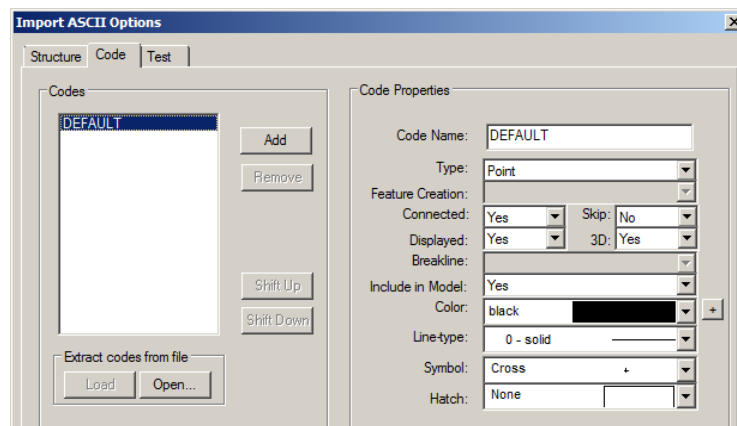 Import ASCII Options
Structure Code Test
Codes
DEFAULT
Add
Remove
Shift Up
Shift Down
Extract codes from file
Load Open...
Code Properties
Code Name: DEFAULT
Type: Point
Feature Creation:
Connected: Yes Skip: No
Displayed: Yes 3D: Yes
Breakline:
Include in Model: Yes
Color: black +
Line-type: 0 - solid
Symbol: Cross
Hatch: None